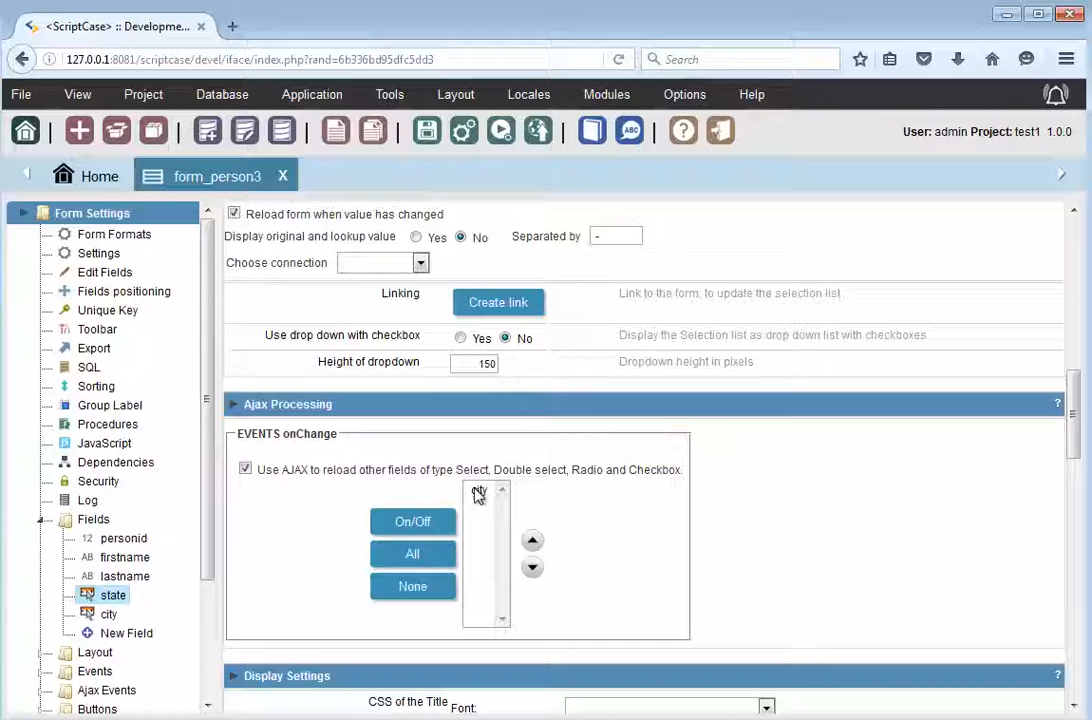 <ScriptCase> :: Developme...
127.0.0.1:8081/scriptcase/devel/iface/index.php?rand=6b336bd95dfc5dd3
Search
File View Project Database Application Tools Layout Locales Modules Options Help
ABC
User: admin Project: test1 1.0.0
Home form_person3 X
Form Settings
Form Formats
Settings
Edit Fields
Fields positioning
Unique Key
Toolbar
Export
SQL
Sorting
Group Label
Procedures
JavaScript
Dependencies
Security
Log
Fields
12 personid
AB firstname
AB lastname
state
city
New Field
Layout
Events
Ajax Events
Buttons
Reload form when value has changed
Display original and lookup value Yes No Separated by -
Choose connection
Linking Create link Link to the form, to update the selection list
Use drop down with checkbox Yes No Display the Selection list as drop down list with checkboxes
Height of dropdown 150 Dropdown height in pixels
Ajax Processing ?
EVENTS onChange
Use AJAX to reload other fields of type Select, Double select, Radio and Checkbox.
city
On/Off
All
None
Display Settings ?
CSS of the Title Font: